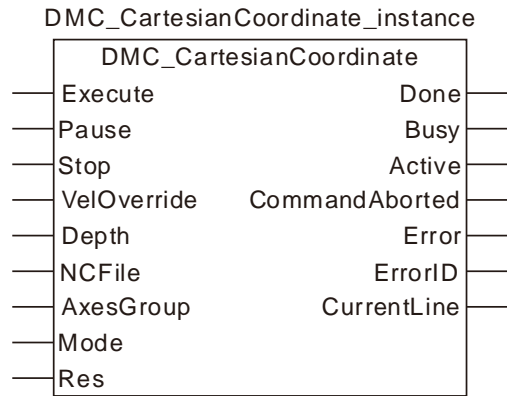 DMC_CartesianCoordinate_instance
DMC_CartesianCoordinate
Execute Done
Pause Busy
Stop Active
VelOverride CommandAborted
Depth Error
NCFile ErrorID
AxesGroup CurrentLine
Mode
Res